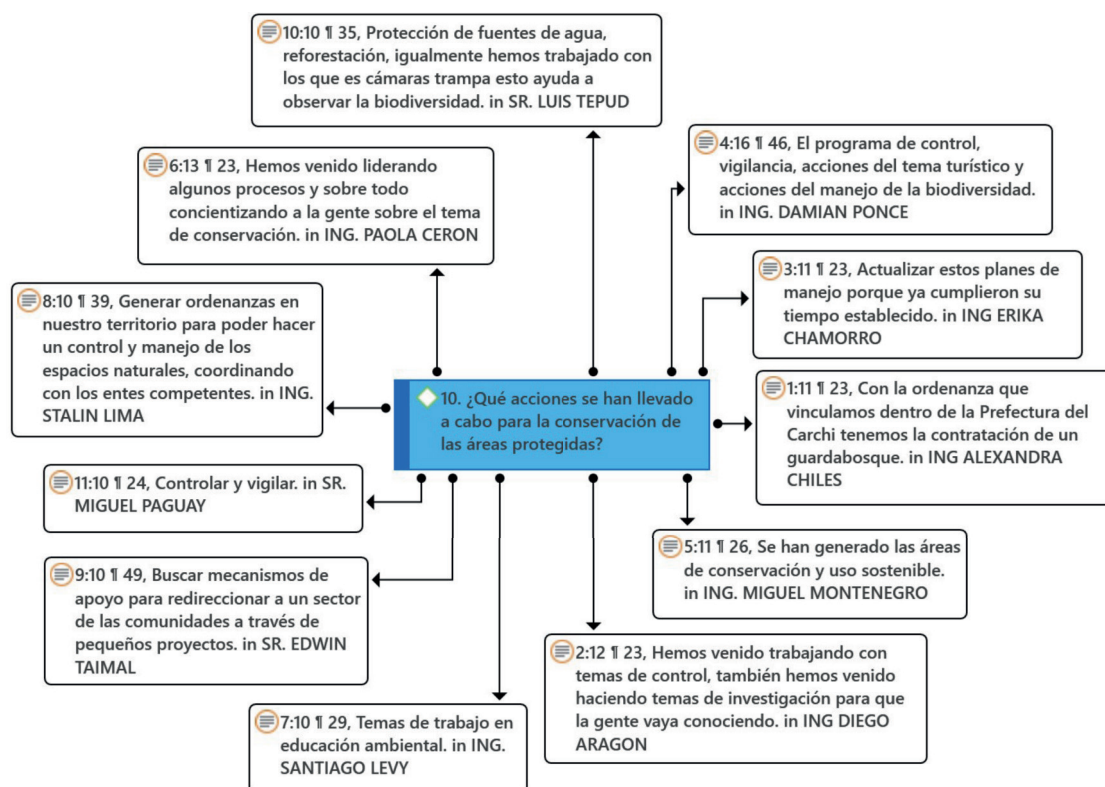 10:10 ¶ 35, Protección de fuentes de agua,
reforestación, igualmente hemos trabajado con
los que es cámaras trampa esto ayuda a
observar la biodiversidad. in SR. LUIS TEPUD
4:16 ¶ 46, El programa de control,
vigilancia, acciones del tema turístico y
acciones del manejo de la biodiversidad.
in ING. DAMIAN PONCE
6:13 ¶ 23, Hemos venido liderando
algunos procesos y sobre todo
concientizando a la gente sobre el tema
de conservación. in ING. PAOLA CERON
3:11 ¶ 23, Actualizar estos planes de
manejo porque ya cumplieron su
tiempo establecido. in ING ERIKA
CHAMORRO
8:10 ¶ 39, Generar ordenanzas en
nuestro territorio para poder hacer
un control y manejo de los
espacios naturales, coordinando
con los entes competentes. in ING.
STALIN LIMA
10. ¿Qué acciones se han llevado
a cabo para la conservación de
las áreas protegidas?
1:11 ¶ 23, Con la ordenanza que
vinculamos dentro de la Prefectura del
Carchi tenemos la contratación de un
guardabosque. in ING ALEXANDRA
CHILES
11:10 ¶ 24, Controlar y vigilar. in SR.
MIGUEL PAGUAY
5:11 ¶ 26, Se han generado las áreas
de conservación y uso sostenible.
in ING. MIGUEL MONTENEGRO
9:10 ¶ 49, Buscar mecanismos de
apoyo para redireccionar a un sector
de las comunidades a través de
pequeños proyectos. in SR. EDWIN
TAIMAL
2:12 ¶ 23, Hemos venido trabajando con
temas de control, también hemos venido
haciendo temas de investigación para que
la gente vaya conociendo. in ING DIEGO
ARAGON
7:10 ¶ 29, Temas de trabajo en
educación ambiental. in ING.
SANTIAGO LEVY